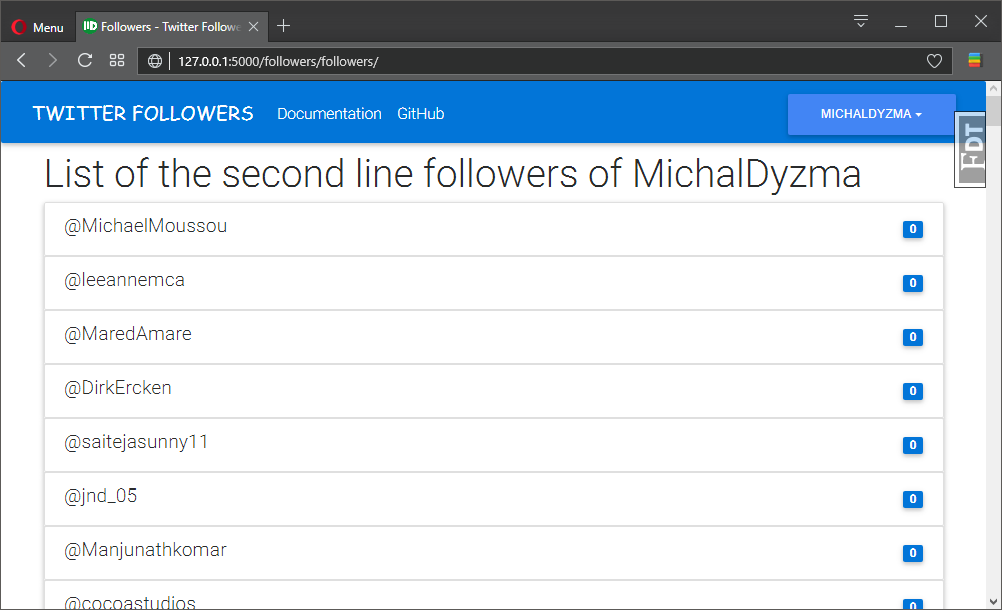 Menu
Followers - Twitter Followe
127.0.0.1:5000/followers/followers/
TWITTER FOLLOWERS Documentation GitHub MICHALDYZMA
FDT
List of the second line followers of MichalDyzma
@MichaelMoussou 0
@leeannemca 0
@MaredAmare 0
@DirkErcken 0
@saitejasunny11 0
@jnd_05 0
@Manjunathkomar 0
@cocoastudios 0